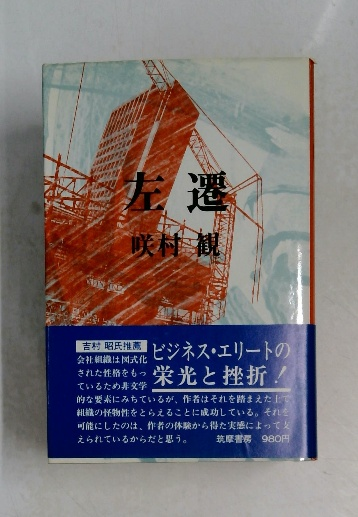 左遷
咲村 観
吉村 昭氏推薦
ビジネス・エリートの
栄光と挫折!
会社組織は図式化
された性格をもっ
ているため非文学
的な要素にみちているが、作者はそれを踏まえた上で
組織の怪物性をとらえることに成功している。それを
可能にしたのは、作者の体験から得た実感によって支
えられているからだと思う。
筑摩書房 980円